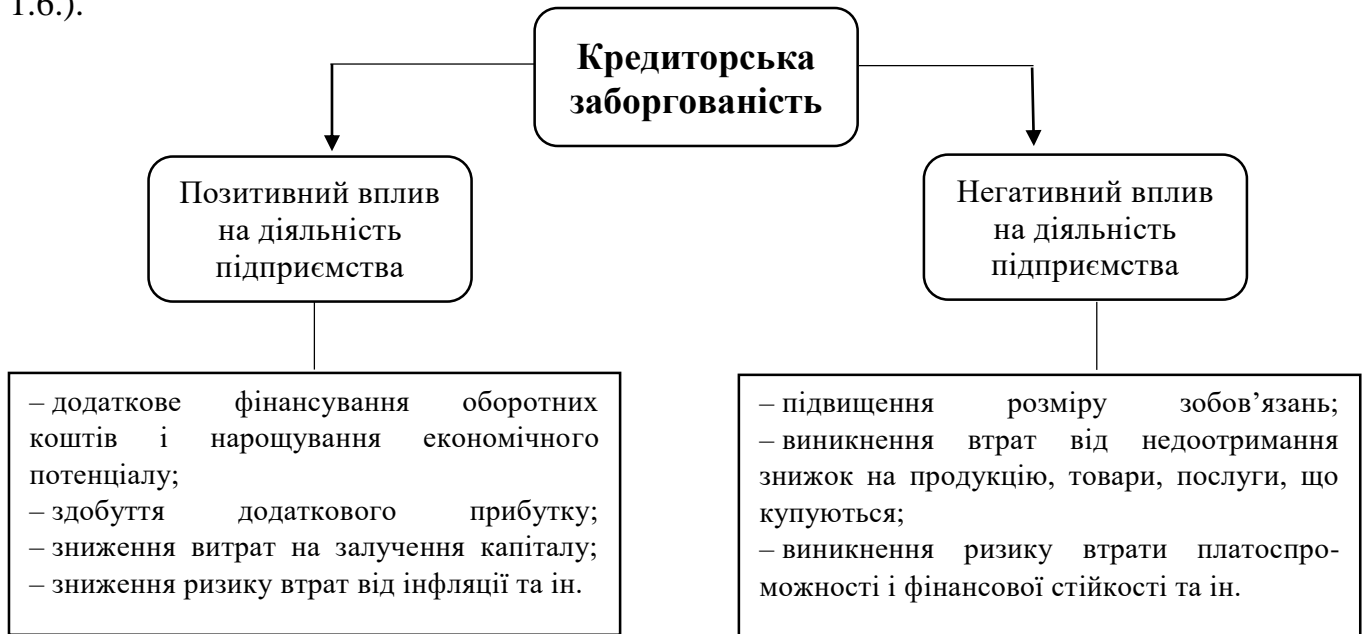 1.6.).
Кредиторська
заборгованість
Позитивний вплив
на діяльність
підприємства
Негативний вплив
на діяльність
підприємства
– додаткове фінансування оборотних
коштів і нарощування економічного
потенціалу;
– здобуття додаткового прибутку;
– зниження витрат на залучення капіталу;
– зниження ризику втрат від інфляції та ін.
– підвищення розміру зобов’язань;
– виникнення втрат від недоотримання
знижок на продукцію, товари, послуги, що
купуються;
– виникнення ризику втрати платоспро-
можності і фінансової стійкості та ін.